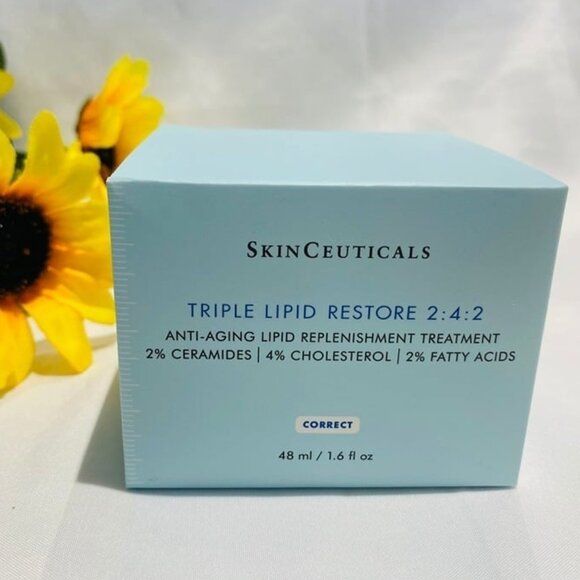 SKINCEUTICALS
TRIPLE LIPID RESTORE 2:4:2
ANTI-AGING LIPID REPLENISHMENT TREATMENT
2% CERAMIDES | 4% CHOLESTEROL | 2% FATTY ACIDS
CORRECT
48 ml / 1.6 fl oz